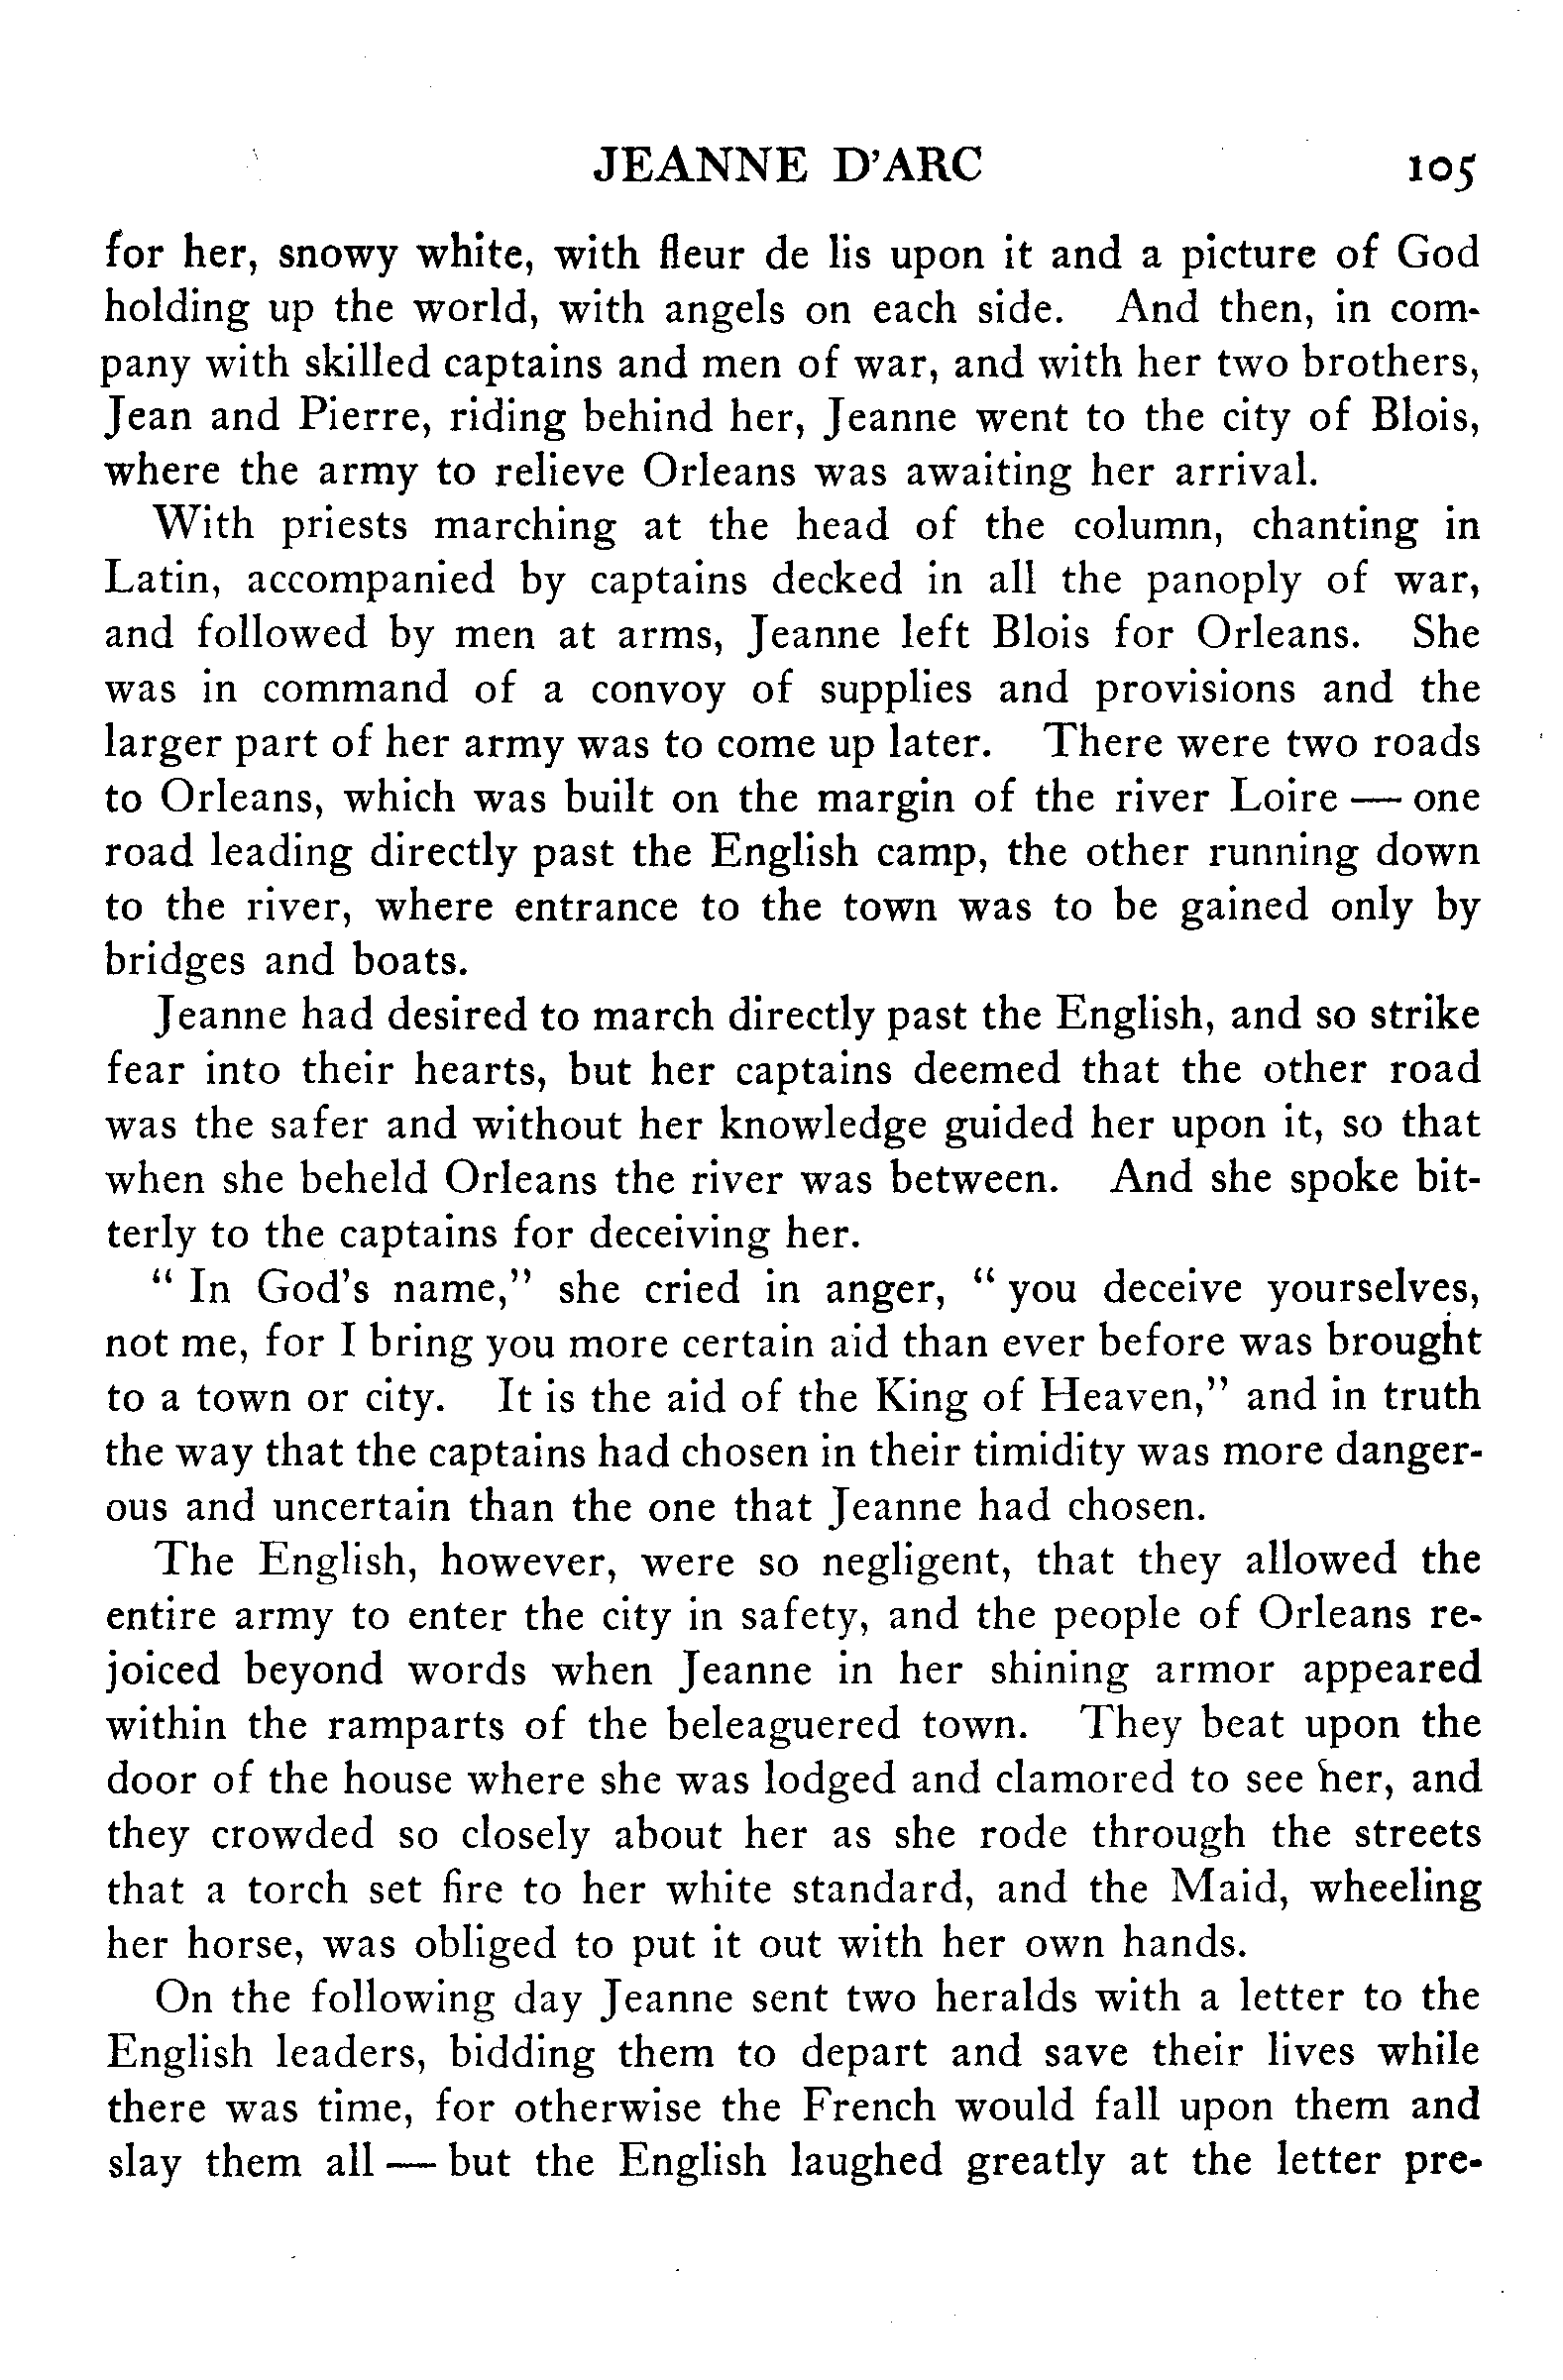 JEANNE D'ARC 105
for her, snowy white, with fleur de lis upon it and a picture of God
holding up the world, with angels on each side. And then, in com-
pany with skilled captains and men of war, and with her two brothers,
Jean and Pierre, riding behind her, Jeanne went to the city of Blois,
where the army to relieve Orleans was awaiting her arrival.
With priests marching at the head of the column, chanting in
Latin, accompanied by captains decked in all the panoply of war,
and followed by men at arms, Jeanne left Blois for Orleans. She
was in command of a convoy of supplies and provisions and the
larger part of her army was to come up later. There were two roads
to Orleans, which was built on the margin of the river Loire — one
road leading directly past the English camp, the other running down
to the river, where entrance to the town was to be gained only by
bridges and boats.
Jeanne had desired to march directly past the English, and so strike
fear into their hearts, but her captains deemed that the other road
was the safer and without her knowledge guided her upon it, so that
when she beheld Orleans the river was between. And she spoke bit-
terly to the captains for deceiving her.
" In God's name," she cried in anger, " you deceive yourselves,
not me, for I bring you more certain aid than ever before was brought
to a town or city. It is the aid of the King of Heaven," and in truth
the way that the captains had chosen in their timidity was more danger-
ous and uncertain than the one that Jeanne had chosen.
The English, however, were so negligent, that they allowed the
entire army to enter the city in safety, and the people of Orleans re-
joiced beyond words when Jeanne in her shining armor appeared
within the ramparts of the beleaguered town. They beat upon the
door of the house where she was lodged and clamored to see her, and
they crowded so closely about her as she rode through the streets
that a torch set fire to her white standard, and the Maid, wheeling
her horse, was obliged to put it out with her own hands.
On the following day Jeanne sent two heralds with a letter to the
English leaders, bidding them to depart and save their lives while
there was time, for otherwise the French would fall upon them and
slay them all — but the English laughed greatly at the letter pre-